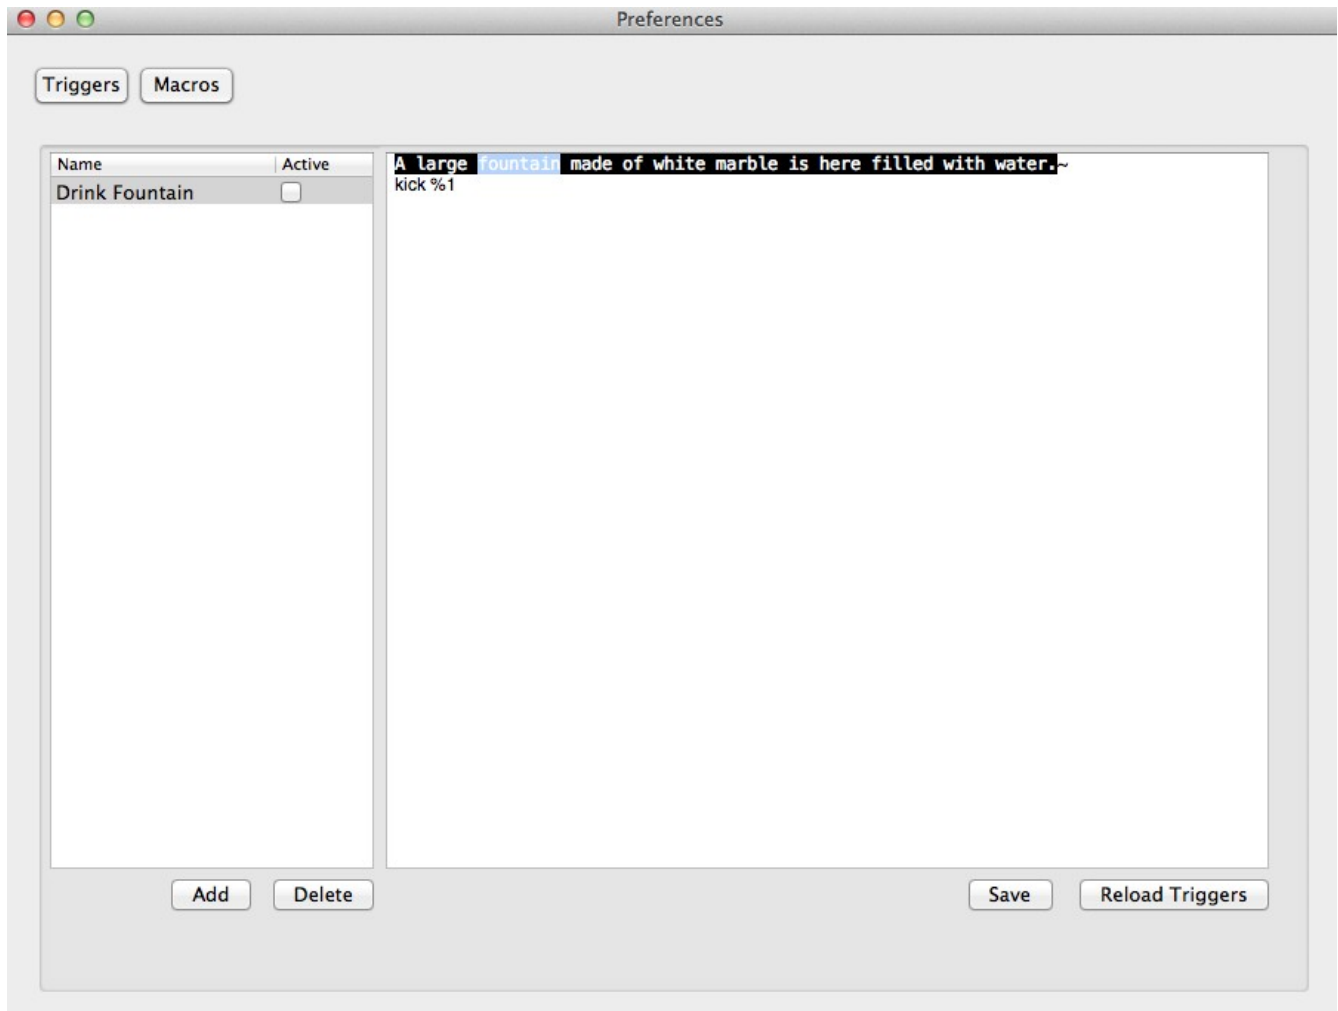 Preferences
Triggers Macros
Name Active
Drink Fountain
A large fountain made of white marble is here filled with water.~
kick %1
Add Delete Save Reload Triggers